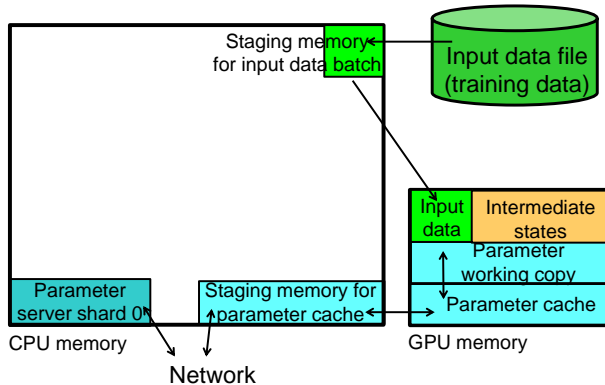 Staging memory
for input data batch
Input data file
(training data)
Input
data
Intermediate
states
Parameter
working copy
Parameter cache
Parameter
server shard 0
Staging memory for
parameter cache
CPU memory
GPU memory
Network